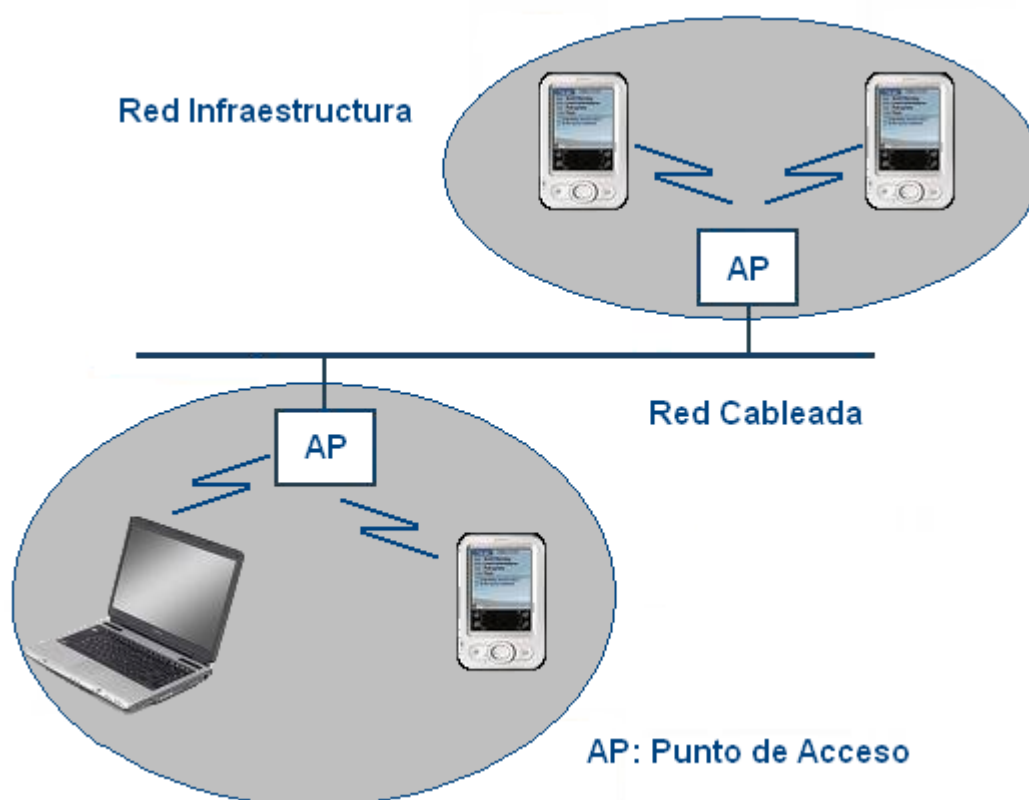 Red Infraestructura
AP
Red Cableada
AP
AP: Punto de Acceso